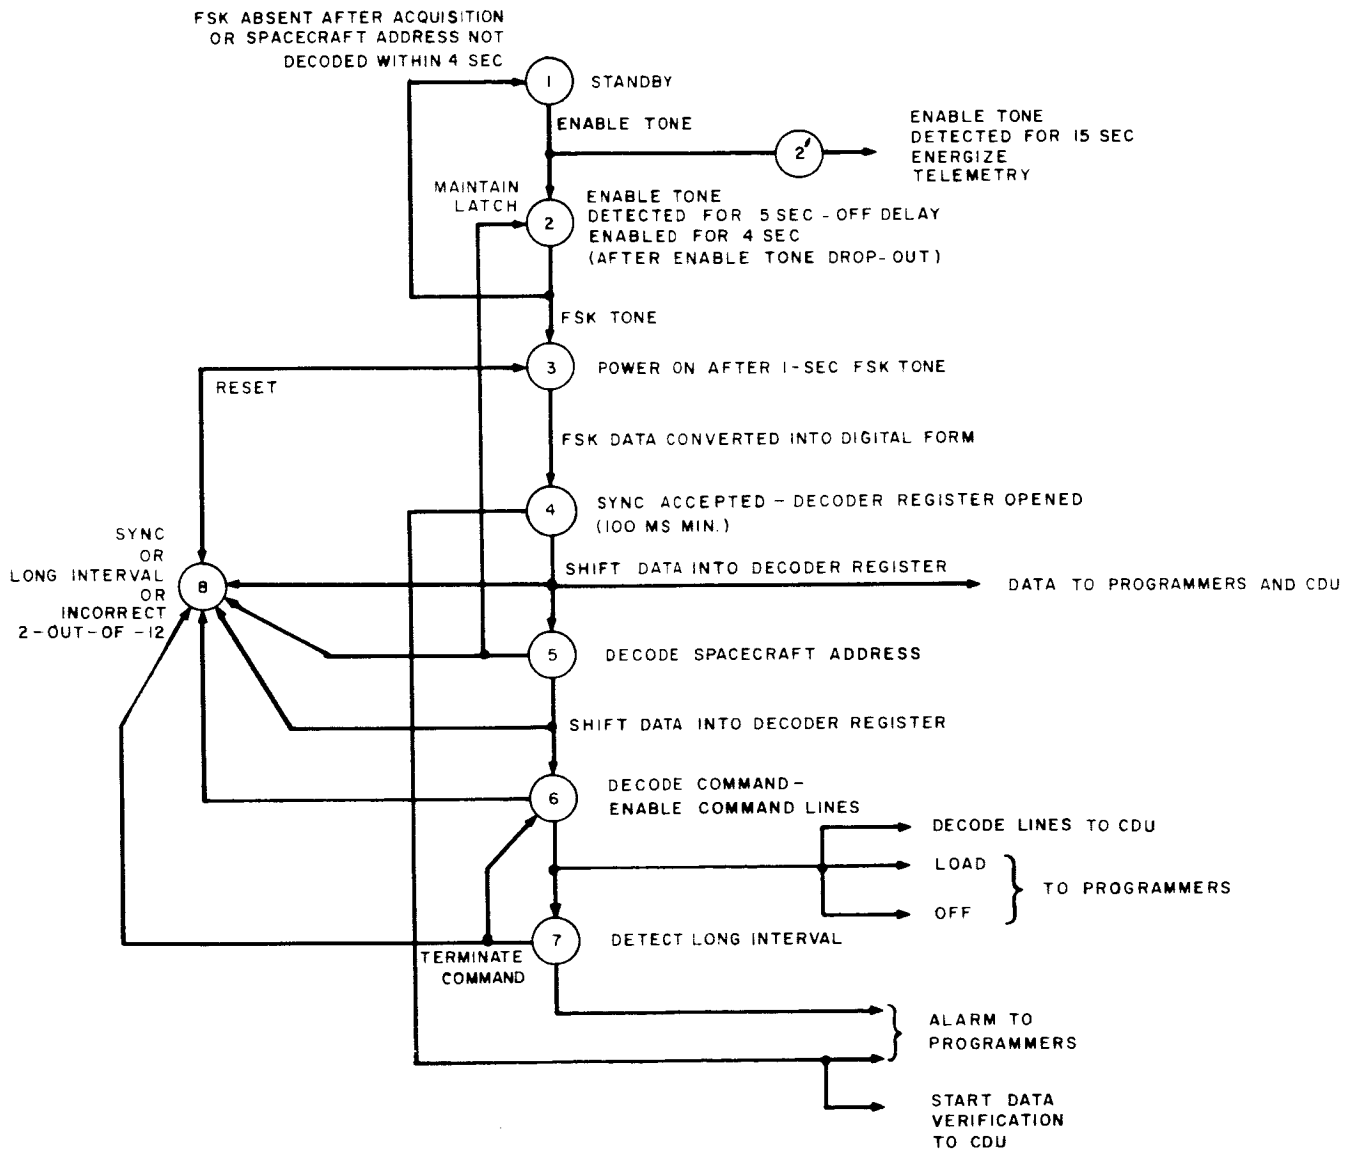 FSK ABSENT AFTER ACQUISITION
OR SPACECRAFT ADDRESS NOT
DECODED WITHIN 4 SEC
1
STANDBY
ENABLE TONE
2'
ENABLE TONE
DETECTED FOR 15 SEC
ENERGIZE
TELEMETRY
MAINTAIN
LATCH
2
ENABLE TONE
DETECTED FOR 5 SEC - OFF DELAY
ENABLED FOR 4 SEC
(AFTER ENABLE TONE DROP-OUT)
FSK TONE
3
POWER ON AFTER 1-SEC FSK TONE
RESET
FSK DATA CONVERTED INTO DIGITAL FORM
4
SYNC ACCEPTED - DECODER REGISTER OPENED
(100 MS MIN.)
SYNC
OR
LONG INTERVAL
OR
INCORRECT
2-OUT-OF-12
8
SHIFT DATA INTO DECODER REGISTER
DATA TO PROGRAMMERS AND CDU
5
DECODE SPACECRAFT ADDRESS
SHIFT DATA INTO DECODER REGISTER
6
DECODE COMMAND-
ENABLE COMMAND LINES
DECODE LINES TO CDU
LOAD
OFF
TO PROGRAMMERS
7
DETECT LONG INTERVAL
TERMINATE
COMMAND
ALARM TO
PROGRAMMERS
START DATA
VERIFICATION
TO CDU